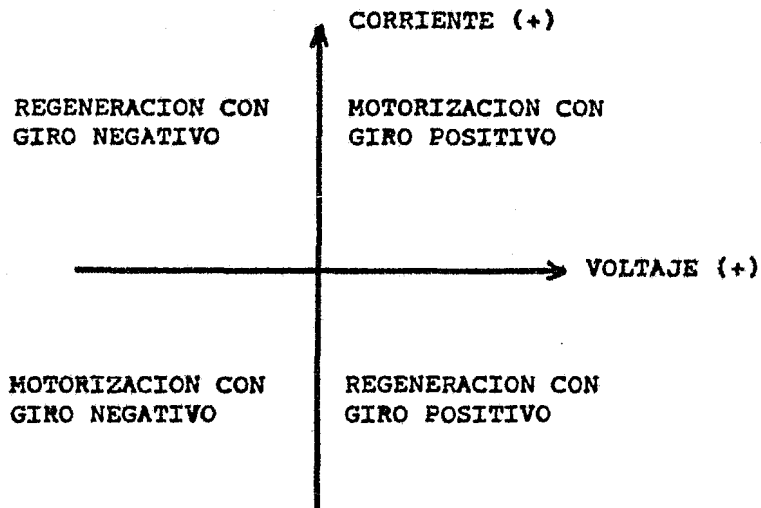 CORRIENTE (+)
REGENERACION CON
GIRO NEGATIVO
MOTORIZACION CON
GIRO POSITIVO
VOLTAJE (+)
MOTORIZACION CON
GIRO NEGATIVO
REGENERACION CON
GIRO POSITIVO